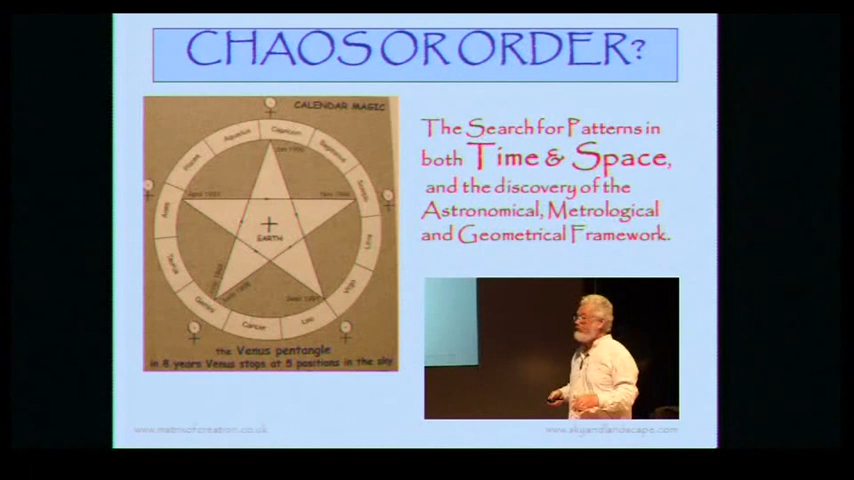 CHAOS OR ORDER?
CALENDAR MAGIC
Capricorn
Aquarius
Sagittarius
Pisces
Scorpio
Aries
EARTH
Libra
Taurus
Virgo
Gemini
Leo
Cancer
the Venus pentangle
in 8 years Venus stops at 5 positions in the sky
The Search for Patterns in
both Time & Space,
and the discovery of the
Astronomical, Metrological
and Geometrical Framework.
www.matrixofcreation.co.uk
www.skyandlandscape.com